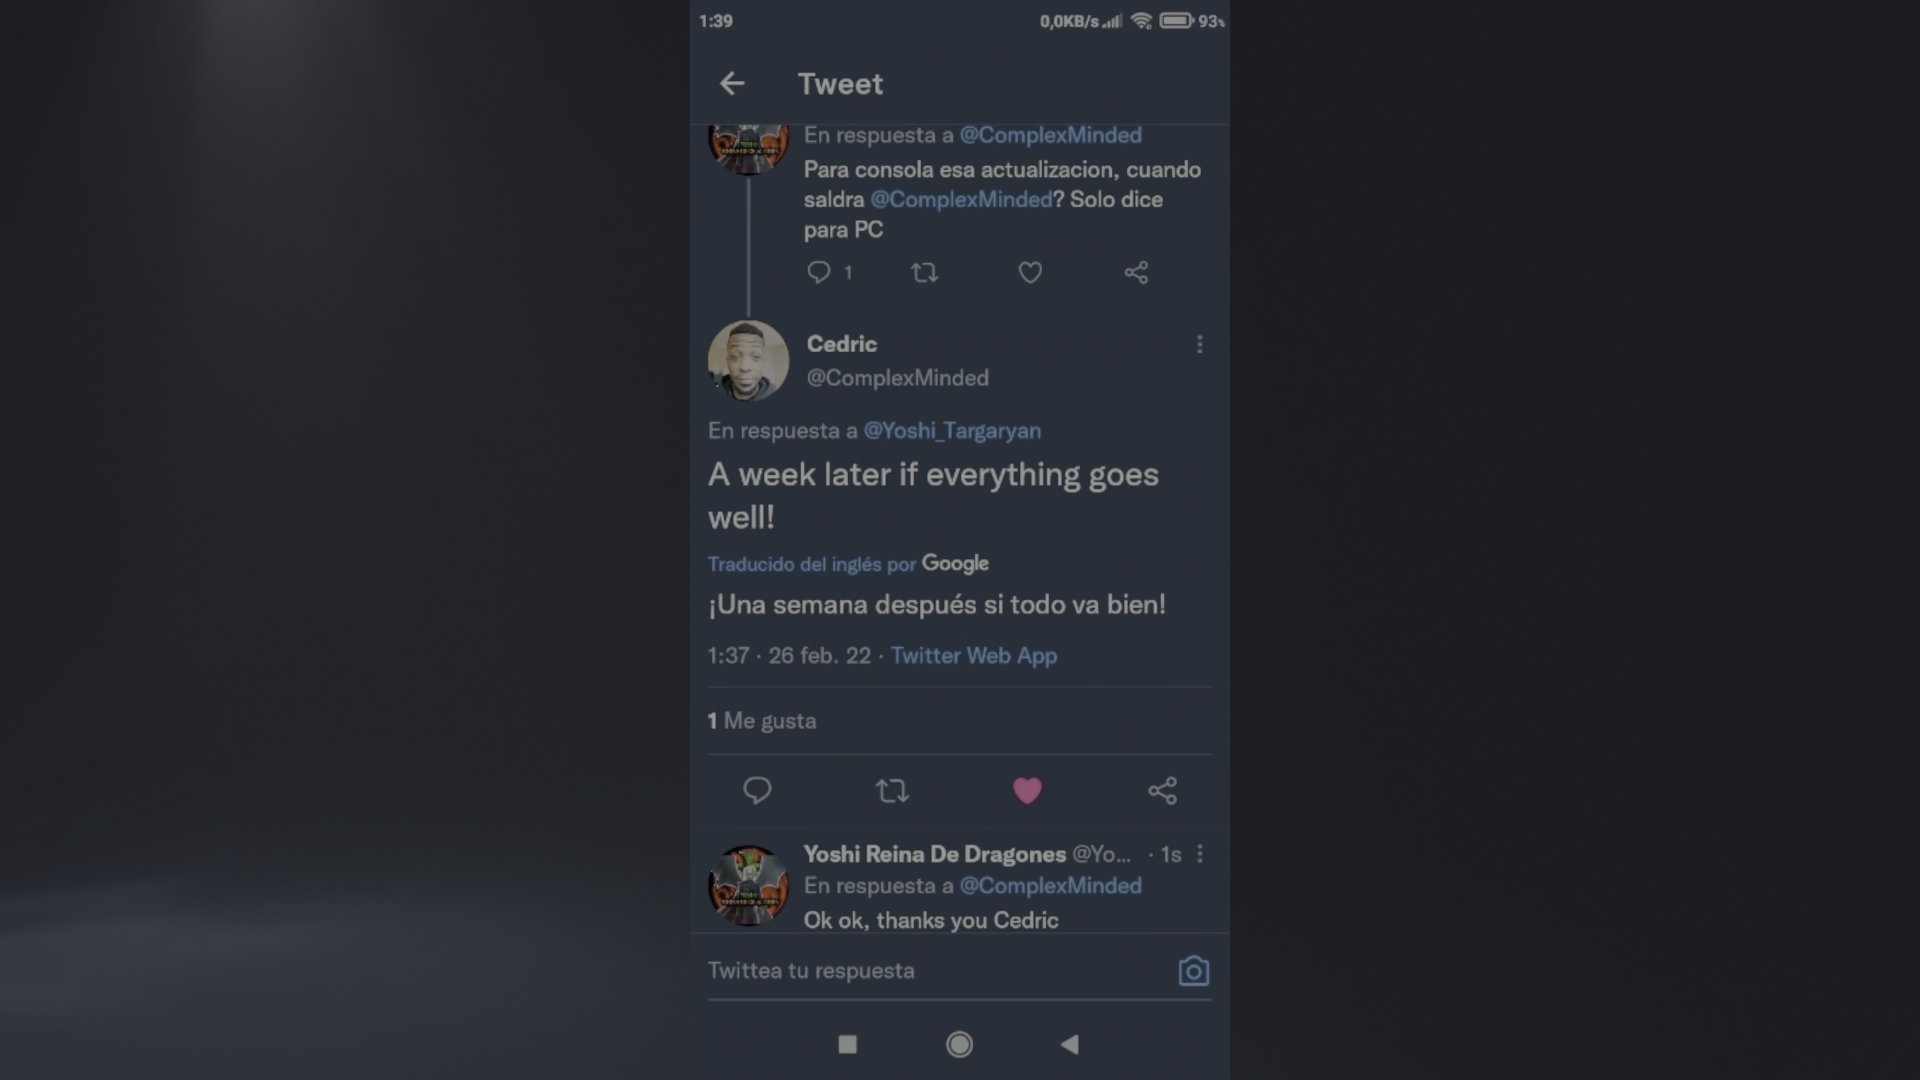 1:39
0,0KB/s 93%
Tweet
En respuesta a @ComplexMinded
Para consola esa actualizacion, cuando
saldra @ComplexMinded? Solo dice
para PC
1
Cedric
@ComplexMinded
En respuesta a @Yoshi_Targaryan
A week later if everything goes
well!
Traducido del inglés por Google
¡Una semana después si todo va bien!
1:37 · 26 feb. 22 · Twitter Web App
1 Me gusta
Yoshi Reina De Dragones @Yo... · 1s
En respuesta a @ComplexMinded
Ok ok, thanks you Cedric
Twittea tu respuesta